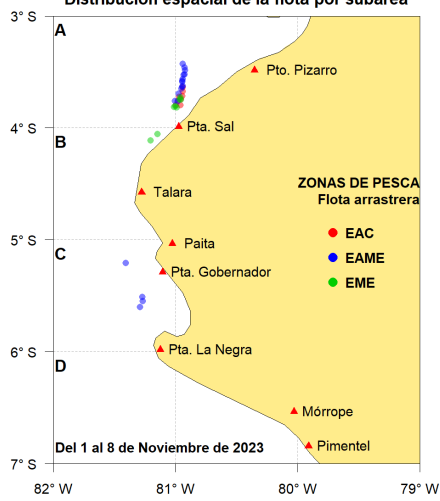 Distribución espacial de la flota por subárea
3° S
A
Pto. Pizarro
4° S
Pta. Sal
B
ZONAS DE PESCA
Talara
Flota arrastrera
EAC
5° S
Paita
EAME
C
Pta. Gobernador
EME
6° S
Pta. La Negra
D
Mórrope
Del 1 al 8 de Noviembre de 2023
Pimentel
7° S
82° W
81° W
80° W
79° W